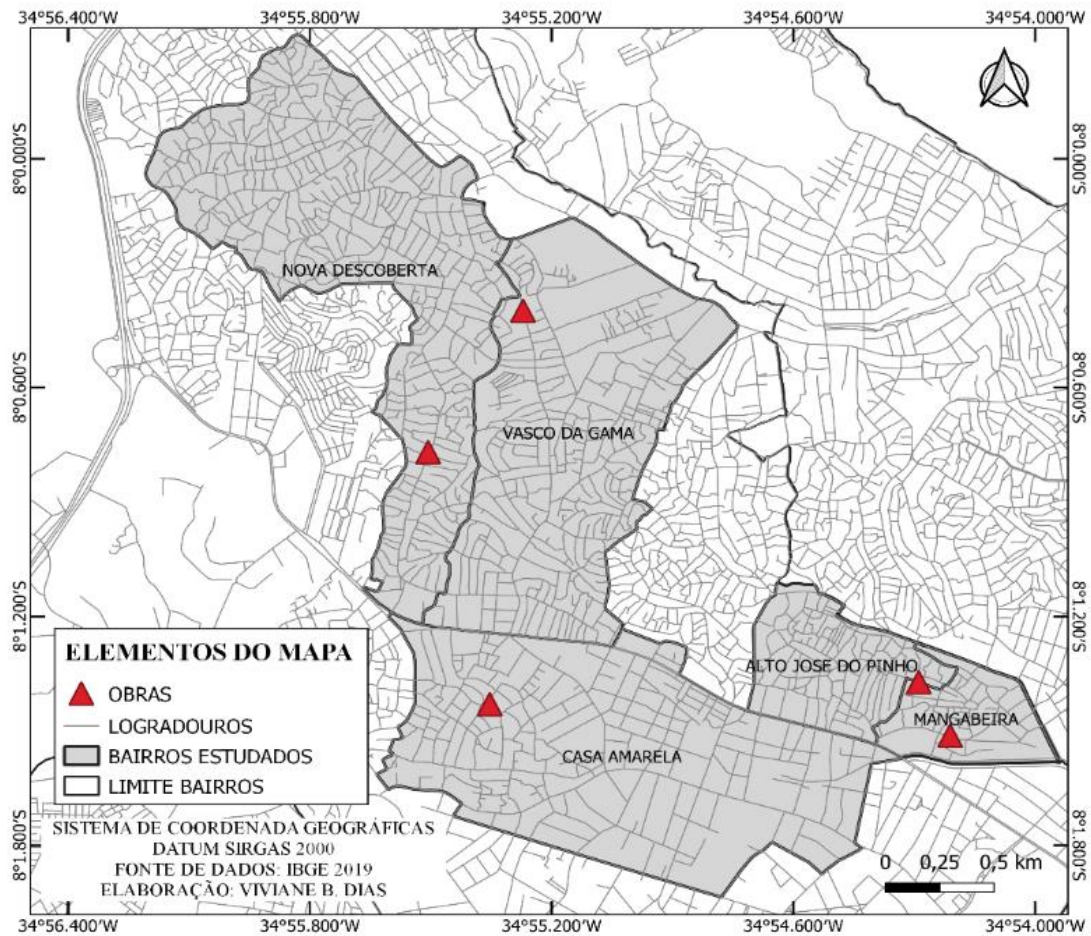 34°56.400'O 34°55.800'O 34°55.200'O 34°54.600'O 34°54.000'O
8°0.000'S 8°0.000'S
NOVA DESCOBERTA
8°0.600'S 8°0.600'S
VASCO DA GAMA
8°1.200'S 8°1.200'S
ALTO JOSE DO PINHO
MANGABEIRA
CASA AMARELA
ELEMENTOS DO MAPA
OBRAS
LOGRADOUROS
BAIRROS ESTUDADOS
LIMITE BAIRROS
SISTEMA DE COORDENADA GEOGRÁFICAS
DATUM SIRGAS 2000
FONTE DE DADOS: IBGE 2019
ELABORAÇÃO: VIVIANE B. DIAS
8°1.800'S 8°1.800'S
0 0,25 0,5 km
34°56.400'O 34°55.800'O 34°55.200'O 34°54.600'O 34°54.000'O